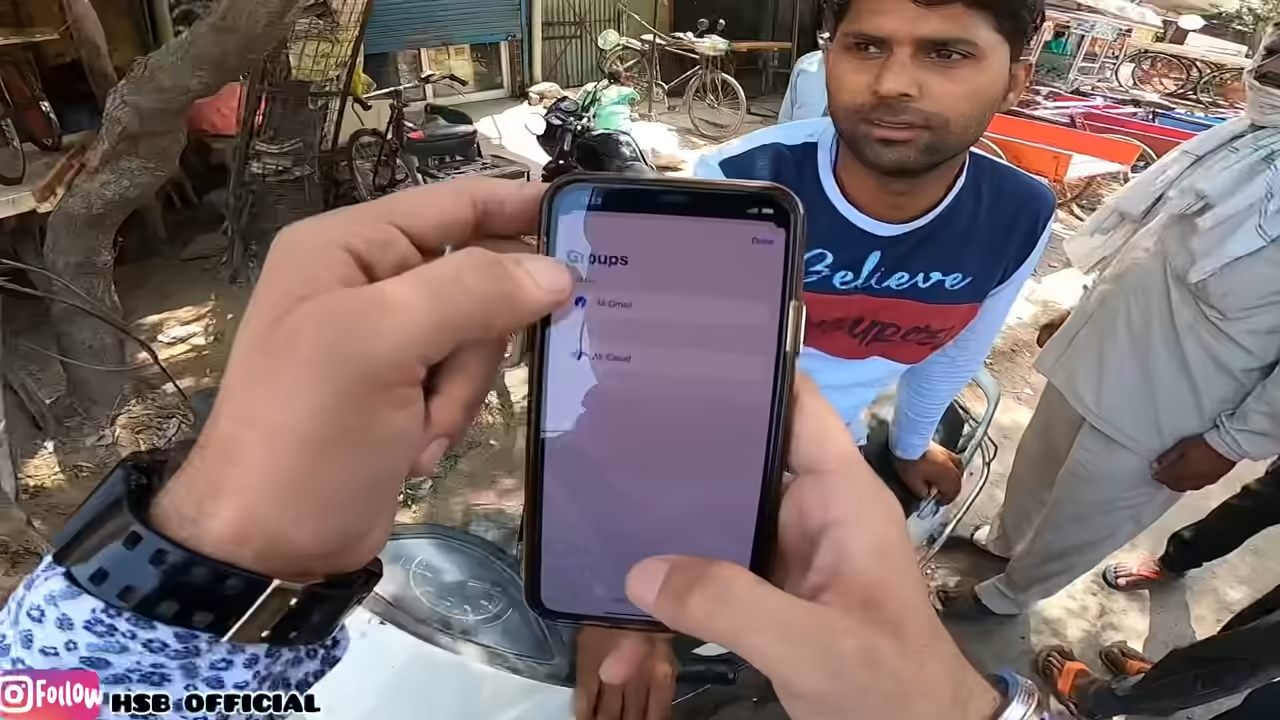 Done
Groups
All Gmail
All iCloud
Believe
Follow HSB OFFICIAL